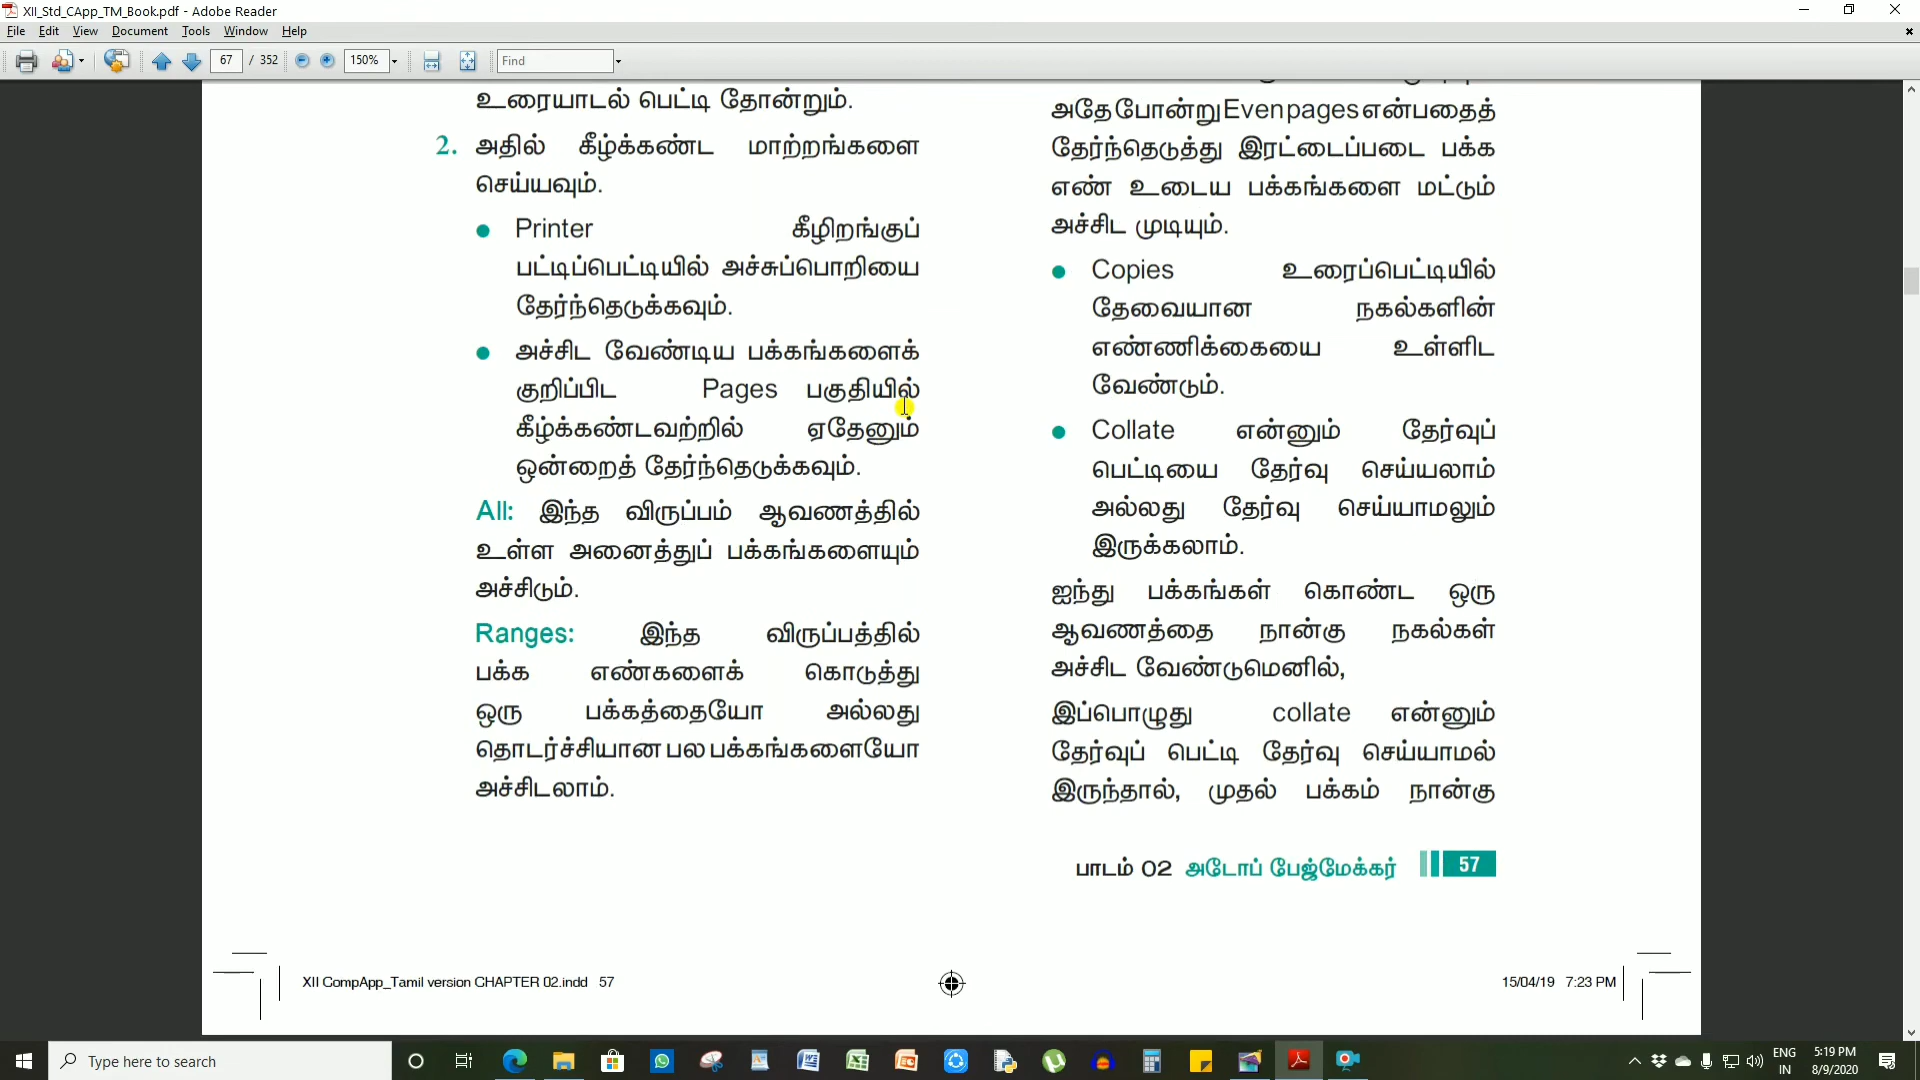 XII_Std_CApp_TM_Book.pdf - Adobe Reader
File Edit View Document Tools Window Help
67 / 352 150% Find
உரையாடல் பெட்டி தோன்றும்.
2. அதில் கீழ்க்கண்ட மாற்றங்களை
செய்யவும்.
Printer கீழிறங்குப்
பட்டிப்பெட்டியில் அச்சுப்பொறியை
தேர்ந்தெடுக்கவும்.
அச்சிட வேண்டிய பக்கங்களைக்
குறிப்பிட Pages பகுதியில்
கீழ்க்கண்டவற்றில் ஏதேனும்
ஒன்றைத் தேர்ந்தெடுக்கவும்.
All: இந்த விருப்பம் ஆவணத்தில்
உள்ள அனைத்துப் பக்கங்களையும்
அச்சிடும்.
Ranges: இந்த விருப்பத்தில்
பக்க எண்களைக் கொடுத்து
ஒரு பக்கத்தையோ அல்லது
தொடர்ச்சியான பல பக்கங்களையோ
அச்சிடலாம்.
அதே போன்று Even pages என்பதைத்
தேர்ந்தெடுத்து இரட்டைப்படை பக்க
எண் உடைய பக்கங்களை மட்டும்
அச்சிட முடியும்.
Copies உரைப்பெட்டியில்
தேவையான நகல்களின்
எண்ணிக்கையை உள்ளிட
வேண்டும்.
Collate என்னும் தேர்வுப்
பெட்டியை தேர்வு செய்யலாம்
அல்லது தேர்வு செய்யாமலும்
இருக்கலாம்.
ஐந்து பக்கங்கள் கொண்ட ஒரு
ஆவணத்தை நான்கு நகல்கள்
அச்சிட வேண்டுமெனில்,
இப்பொழுது collate என்னும்
தேர்வுப் பெட்டி தேர்வு செய்யாமல்
இருந்தால், முதல் பக்கம் நான்கு
பாடம் 02 அடோப் பேஜ்மேக்கர் 57
XII CompApp_Tamil version CHAPTER 02.indd 57 15/04/19 7:23 PM
Type here to search
ENG 5:19 PM
IN 8/9/2020